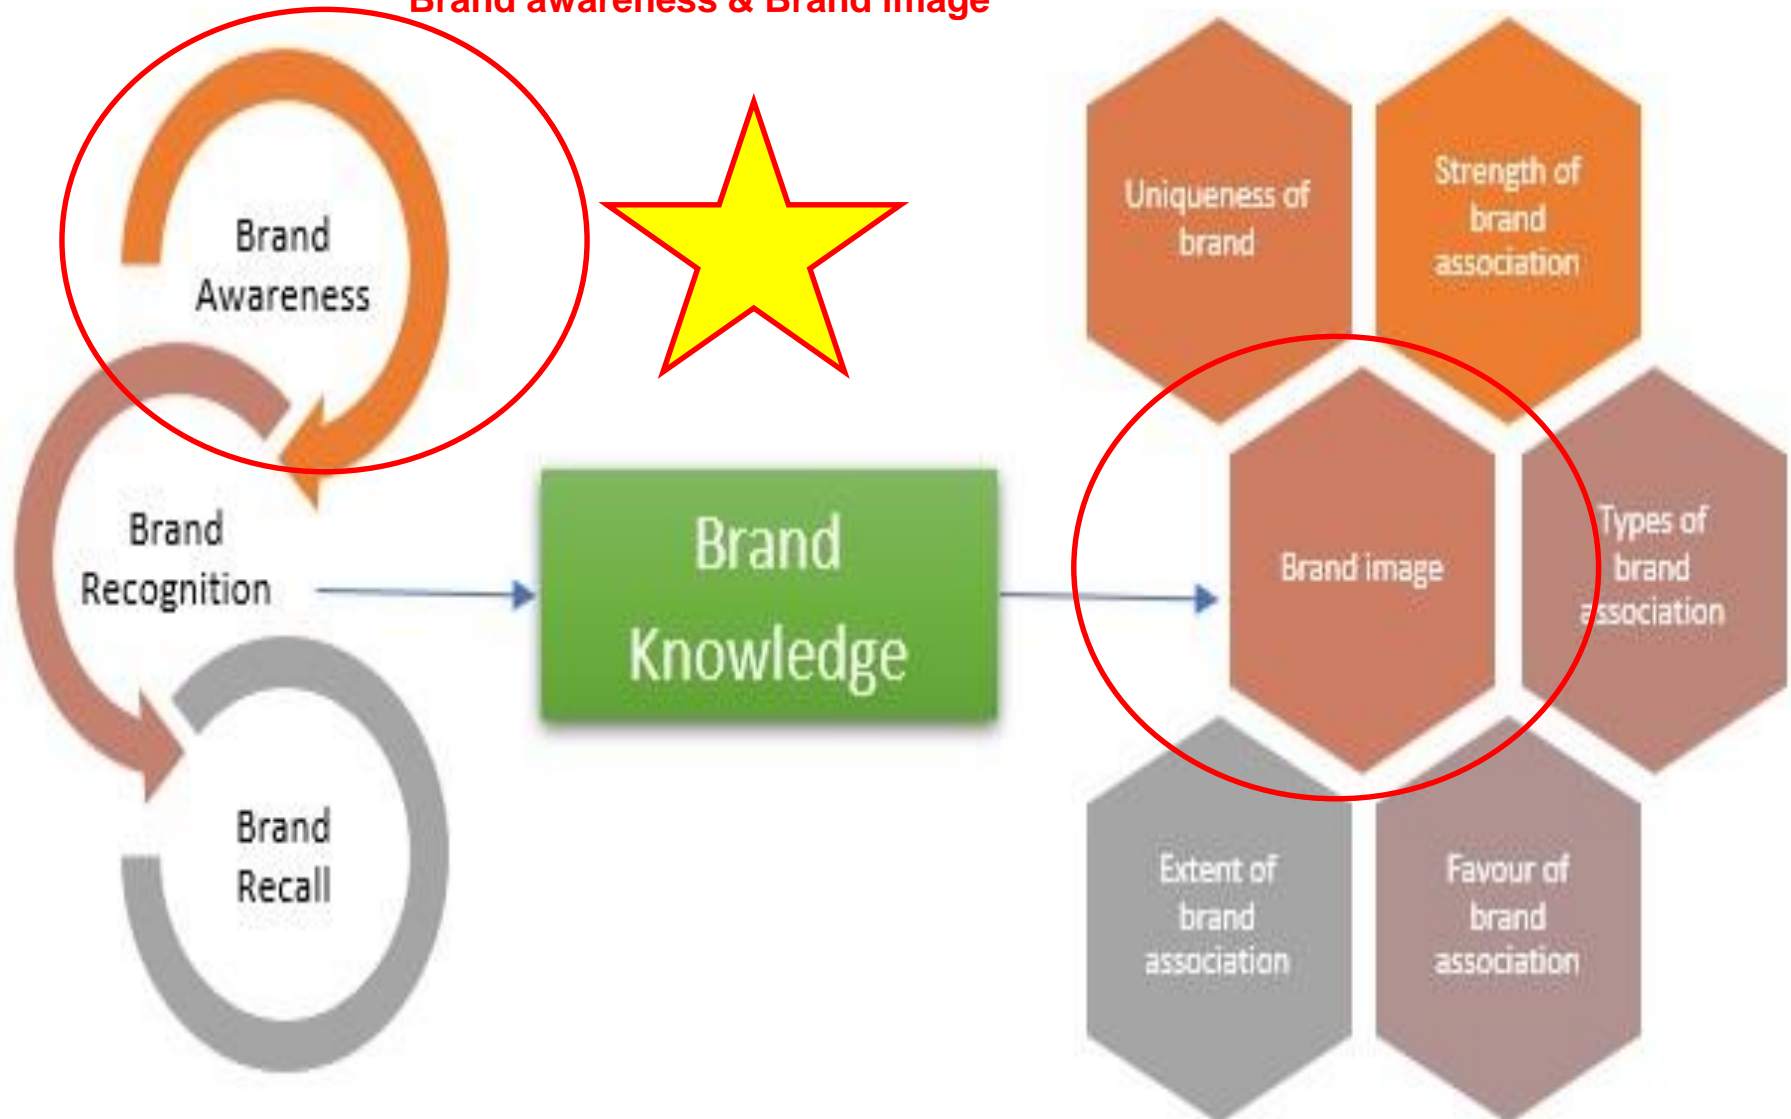 Brand awareness & Brand image
Brand
Awareness
Brand
Recognition
Brand
Recall
Brand
Knowledge
Uniqueness of
brand
Strength of
brand
association
Brand image
Types of
brand
association
Extent of
brand
association
Favour of
brand
association